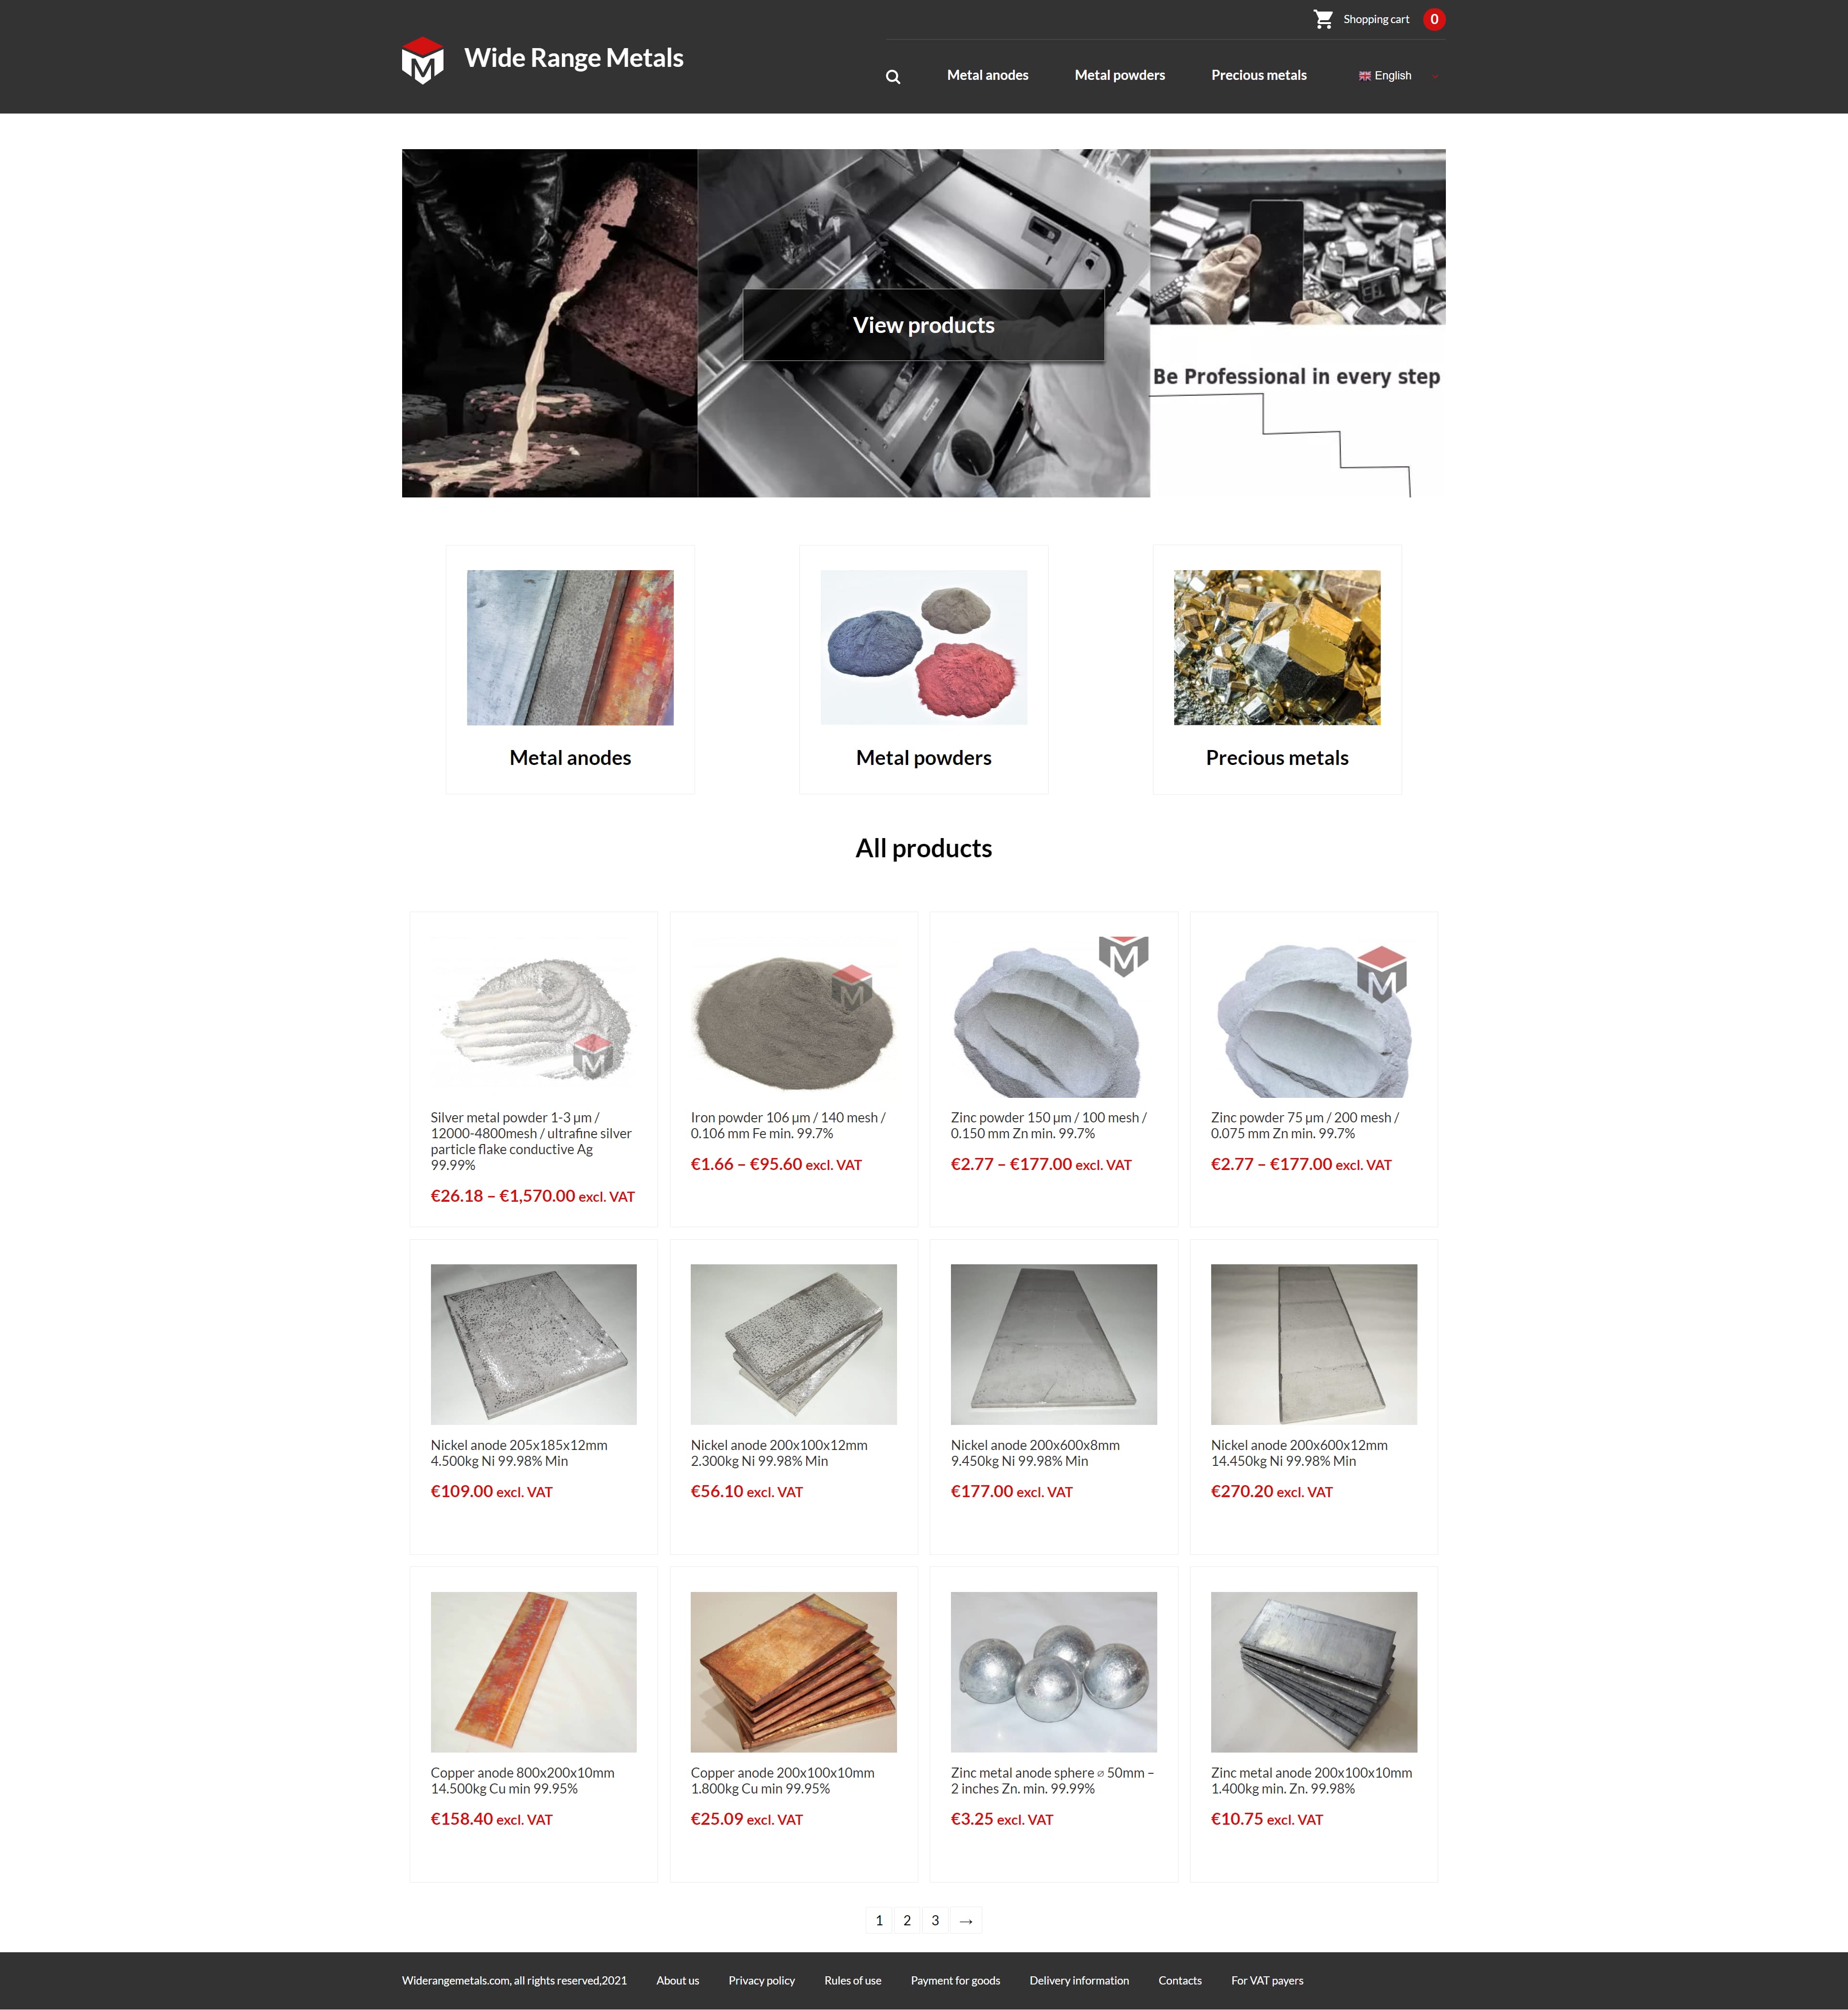 Shopping cart 0
Wide Range Metals
Metal anodes
Metal powders
Precious metals
English
View products
Be Professional in every step
Metal anodes
Metal powders
Precious metals
All products
Silver metal powder 1-3 μm /
12000-4800mesh / ultrafine silver
particle flake conductive Ag
99.99%
€26.18 – €1,570.00 excl. VAT
Iron powder 106 μm / 140 mesh /
0.106 mm Fe min. 99.7%
€1.66 – €95.60 excl. VAT
Zinc powder 150 μm / 100 mesh /
0.150 mm Zn min. 99.7%
€2.77 – €177.00 excl. VAT
Zinc powder 75 μm / 200 mesh /
0.075 mm Zn min. 99.7%
€2.77 – €177.00 excl. VAT
Nickel anode 205x185x12mm
4.500kg Ni 99.98% Min
€109.00 excl. VAT
Nickel anode 200x100x12mm
2.300kg Ni 99.98% Min
€56.10 excl. VAT
Nickel anode 200x600x8mm
9.450kg Ni 99.98% Min
€177.00 excl. VAT
Nickel anode 200x600x12mm
14.450kg Ni 99.98% Min
€270.20 excl. VAT
Copper anode 800x200x10mm
14.500kg Cu min 99.95%
€158.40 excl. VAT
Copper anode 200x100x10mm
1.800kg Cu min 99.95%
€25.09 excl. VAT
Zinc metal anode sphere ⌀ 50mm –
2 inches Zn. min. 99.99%
€3.25 excl. VAT
Zinc metal anode 200x100x10mm
1.400kg min. Zn. 99.98%
€10.75 excl. VAT
1 2 3 →
Widerangemetals.com, all rights reserved,2021
About us
Privacy policy
Rules of use
Payment for goods
Delivery information
Contacts
For VAT payers